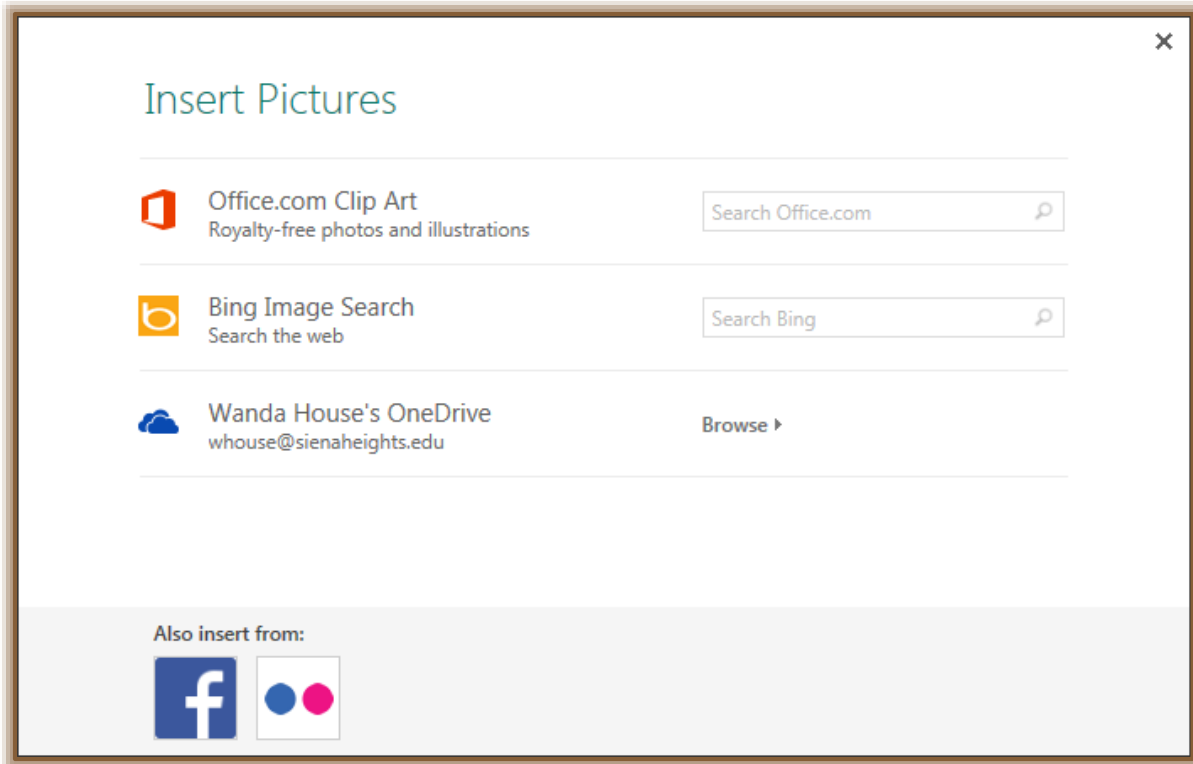 Insert Pictures
Office.com Clip Art
Royalty-free photos and illustrations
Search Office.com
Bing Image Search
Search the web
Search Bing
Wanda House's OneDrive
whouse@sienaheights.edu
Browse
Also insert from: